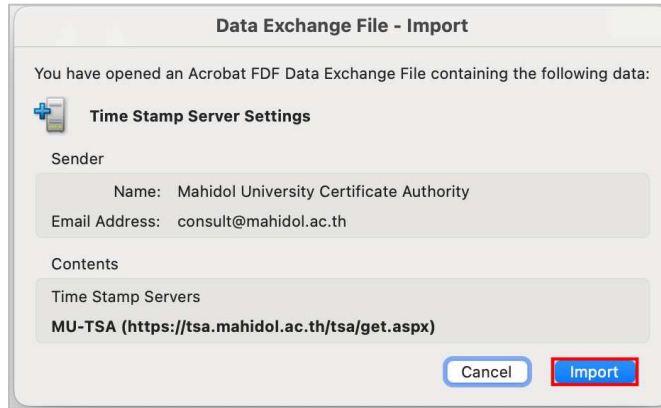 Data Exchange File - Import
You have opened an Acrobat FDF Data Exchange File containing the following data:
Time Stamp Server Settings
Sender
Name: Mahidol University Certificate Authority
Email Address: consult@mahidol.ac.th
Contents
Time Stamp Servers
MU-TSA (https://tsa.mahidol.ac.th/tsa/get.aspx)
Cancel Import